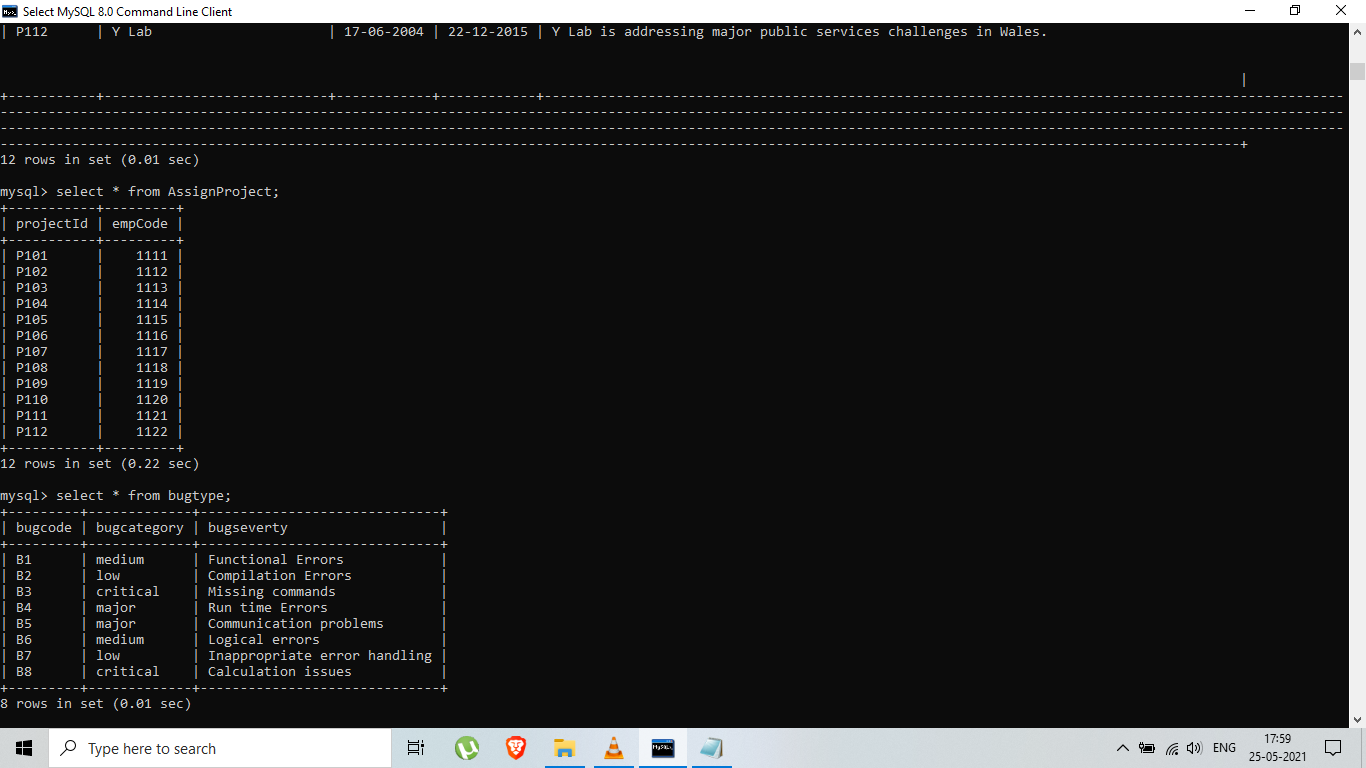 Select MySQL 8.0 Command Line Client
| P112      | Y Lab                      | 17-06-2004 | 22-12-2015 | Y Lab is addressing major public services challenges in Wales.
|
+-----------+----------------------------+------------+------------+----------------------------------------------------------------------------------------------------
------------------------------------------------------------------------------------------------------------------------------------------------------------------------
------------------------------------------------------------------------------------------------------------------------------------------------------------------------
-----------------------------------------------------------------------------------------------------------------------------------------------------------+
12 rows in set (0.01 sec)
mysql> select * from AssignProject;
+-----------+---------+
| projectId | empCode |
+-----------+---------+
| P101      |    1111 |
| P102      |    1112 |
| P103      |    1113 |
| P104      |    1114 |
| P105      |    1115 |
| P106      |    1116 |
| P107      |    1117 |
| P108      |    1118 |
| P109      |    1119 |
| P110      |    1120 |
| P111      |    1121 |
| P112      |    1122 |
+-----------+---------+
12 rows in set (0.22 sec)
mysql> select * from bugtype;
+---------+-------------+------------------------------+
| bugcode | bugcategory | bugseverty                   |
+---------+-------------+------------------------------+
| B1      | medium      | Functional Errors            |
| B2      | low         | Compilation Errors           |
| B3      | critical    | Missing commands             |
| B4      | major       | Run time Errors              |
| B5      | major       | Communication problems       |
| B6      | medium      | Logical errors               |
| B7      | low         | Inappropriate error handling |
| B8      | critical    | Calculation issues           |
+---------+-------------+------------------------------+
8 rows in set (0.01 sec)
Type here to search
ENG
17:59
25-05-2021